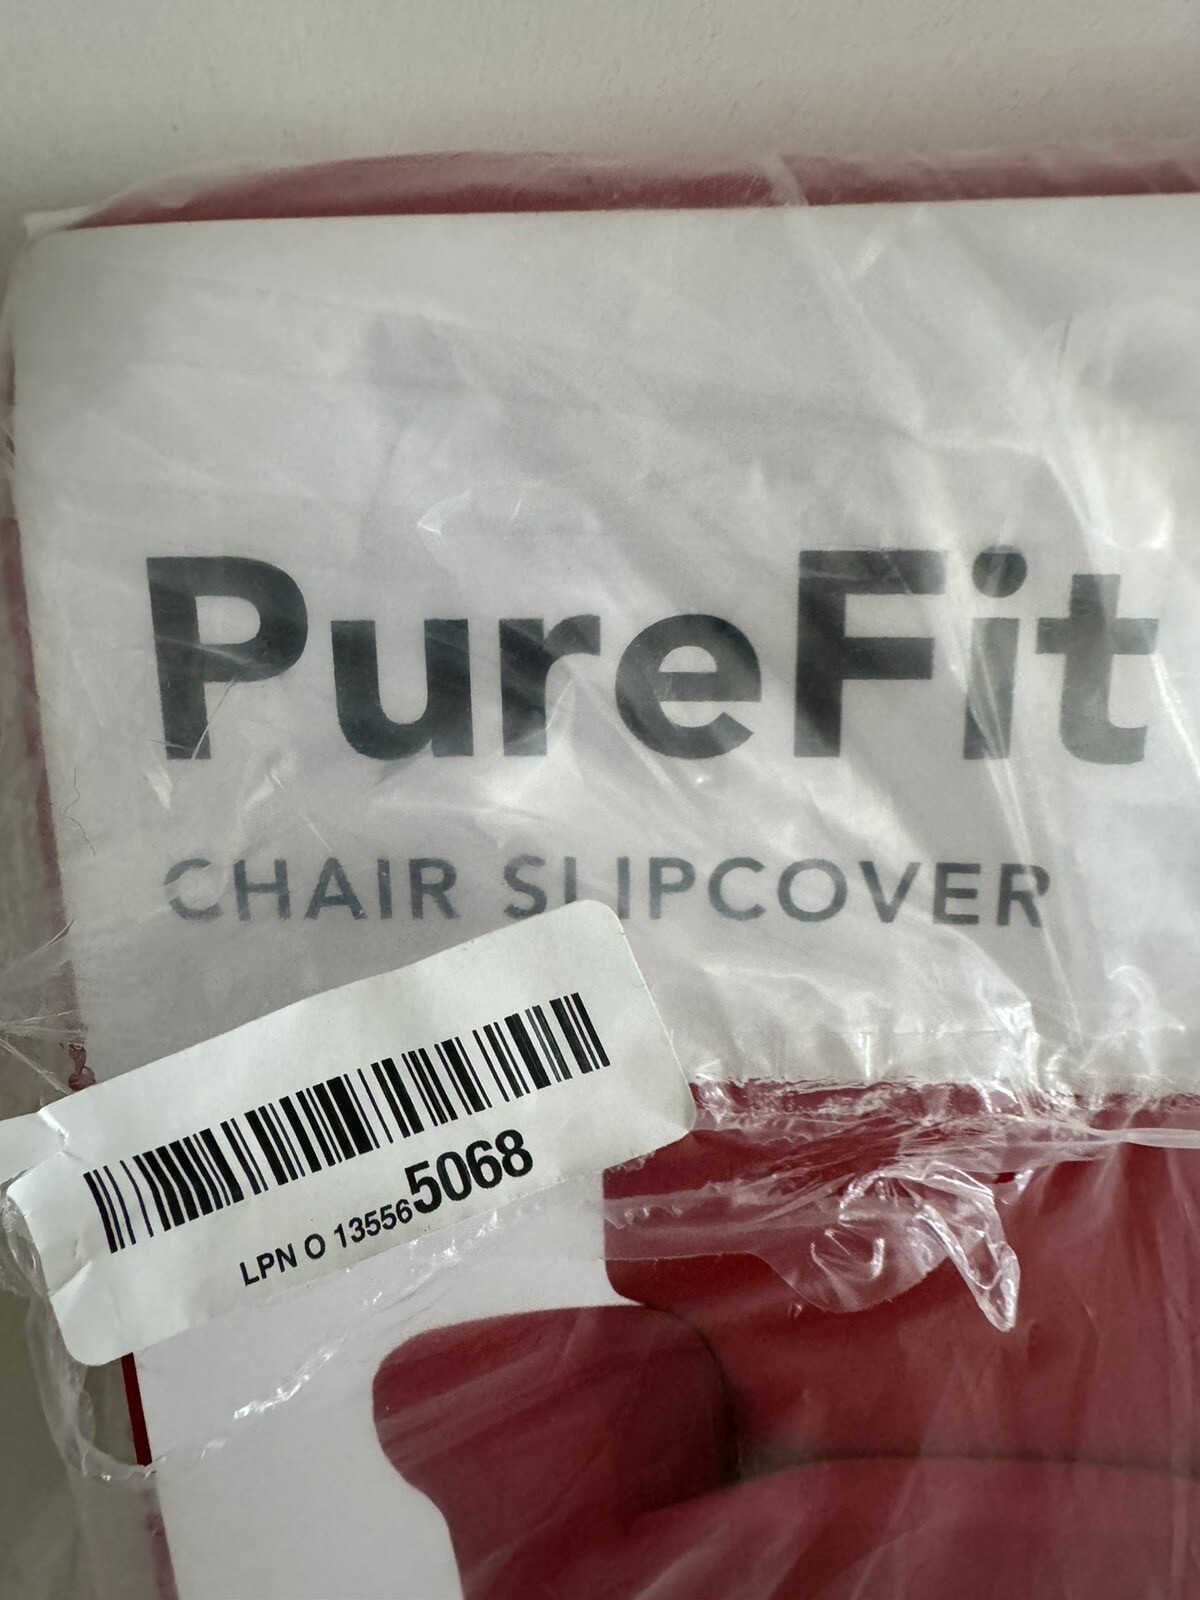 PureFit
CHAIR SLIPCOVER
LPN O 135565068